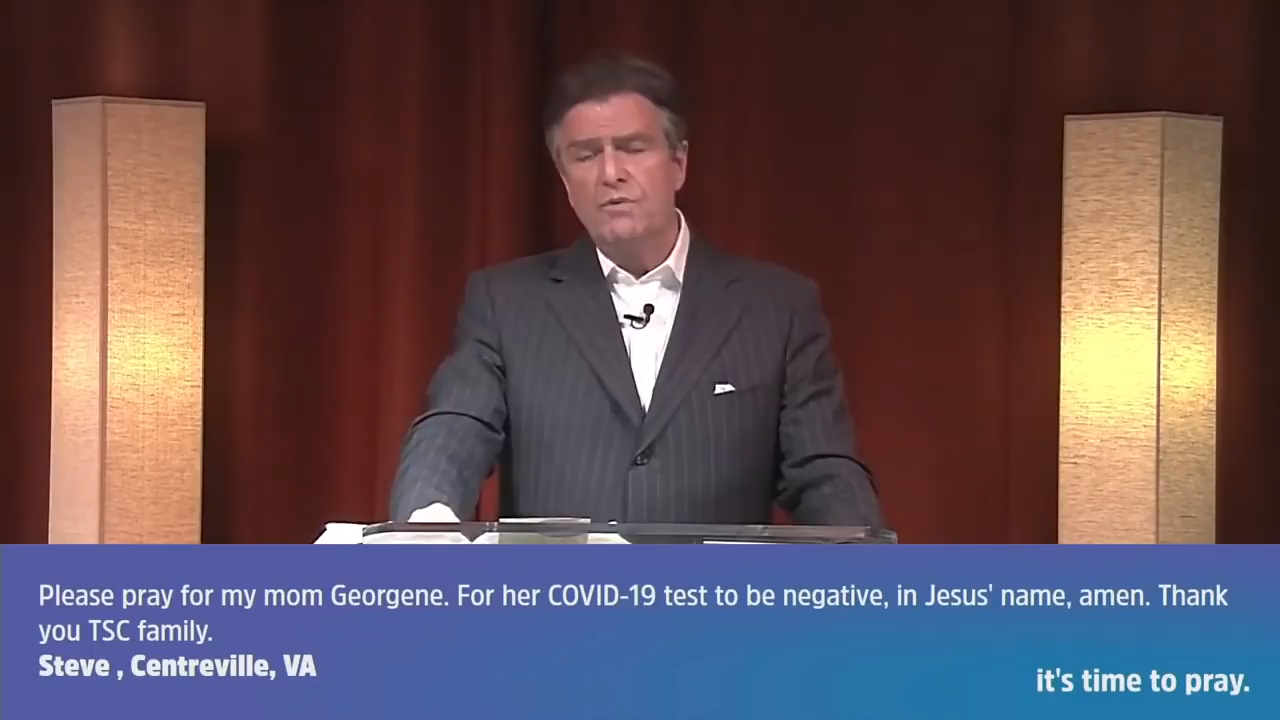 Please pray for my mom Georgene. For her COVID-19 test to be negative, in Jesus' name, amen. Thank
you TSC family.
Steve , Centreville, VA
it's time to pray.